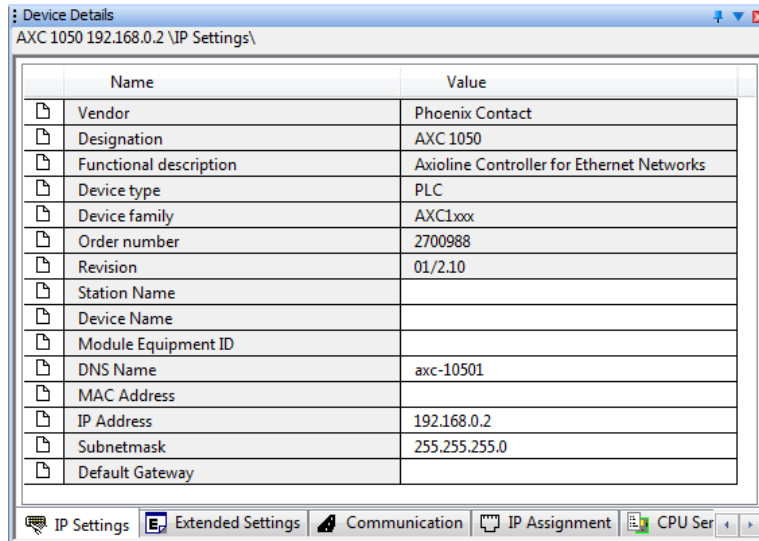 Device Details
AXC 1050 192.168.0.2 \IP Settings\
Name Value
Vendor Phoenix Contact
Designation AXC 1050
Functional description Axioline Controller for Ethernet Networks
Device type PLC
Device family AXC1xxx
Order number 2700988
Revision 01/2.10
Station Name
Device Name
Module Equipment ID
DNS Name axc-10501
MAC Address
IP Address 192.168.0.2
Subnetmask 255.255.255.0
Default Gateway
IP Settings Extended Settings Communication IP Assignment CPU Ser